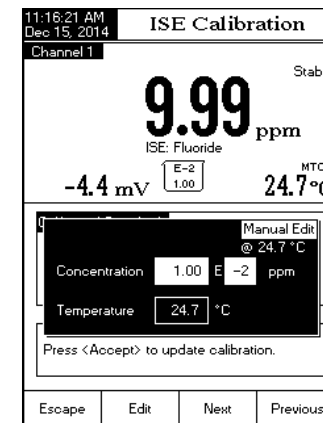 11:16:21 AM
Dec 15, 2014
ISE Calibration
Channel 1
Stab
9.99 ppm
ISE: Fluoride
E-2
1.00
MTC
-4.4 mV
24.7°C
Manual Edit
@ 24.7 °C
Concentration 1.00 E -2 ppm
Temperature 24.7 °C
Press <Accept> to update calibration.
Escape Edit Next Previous